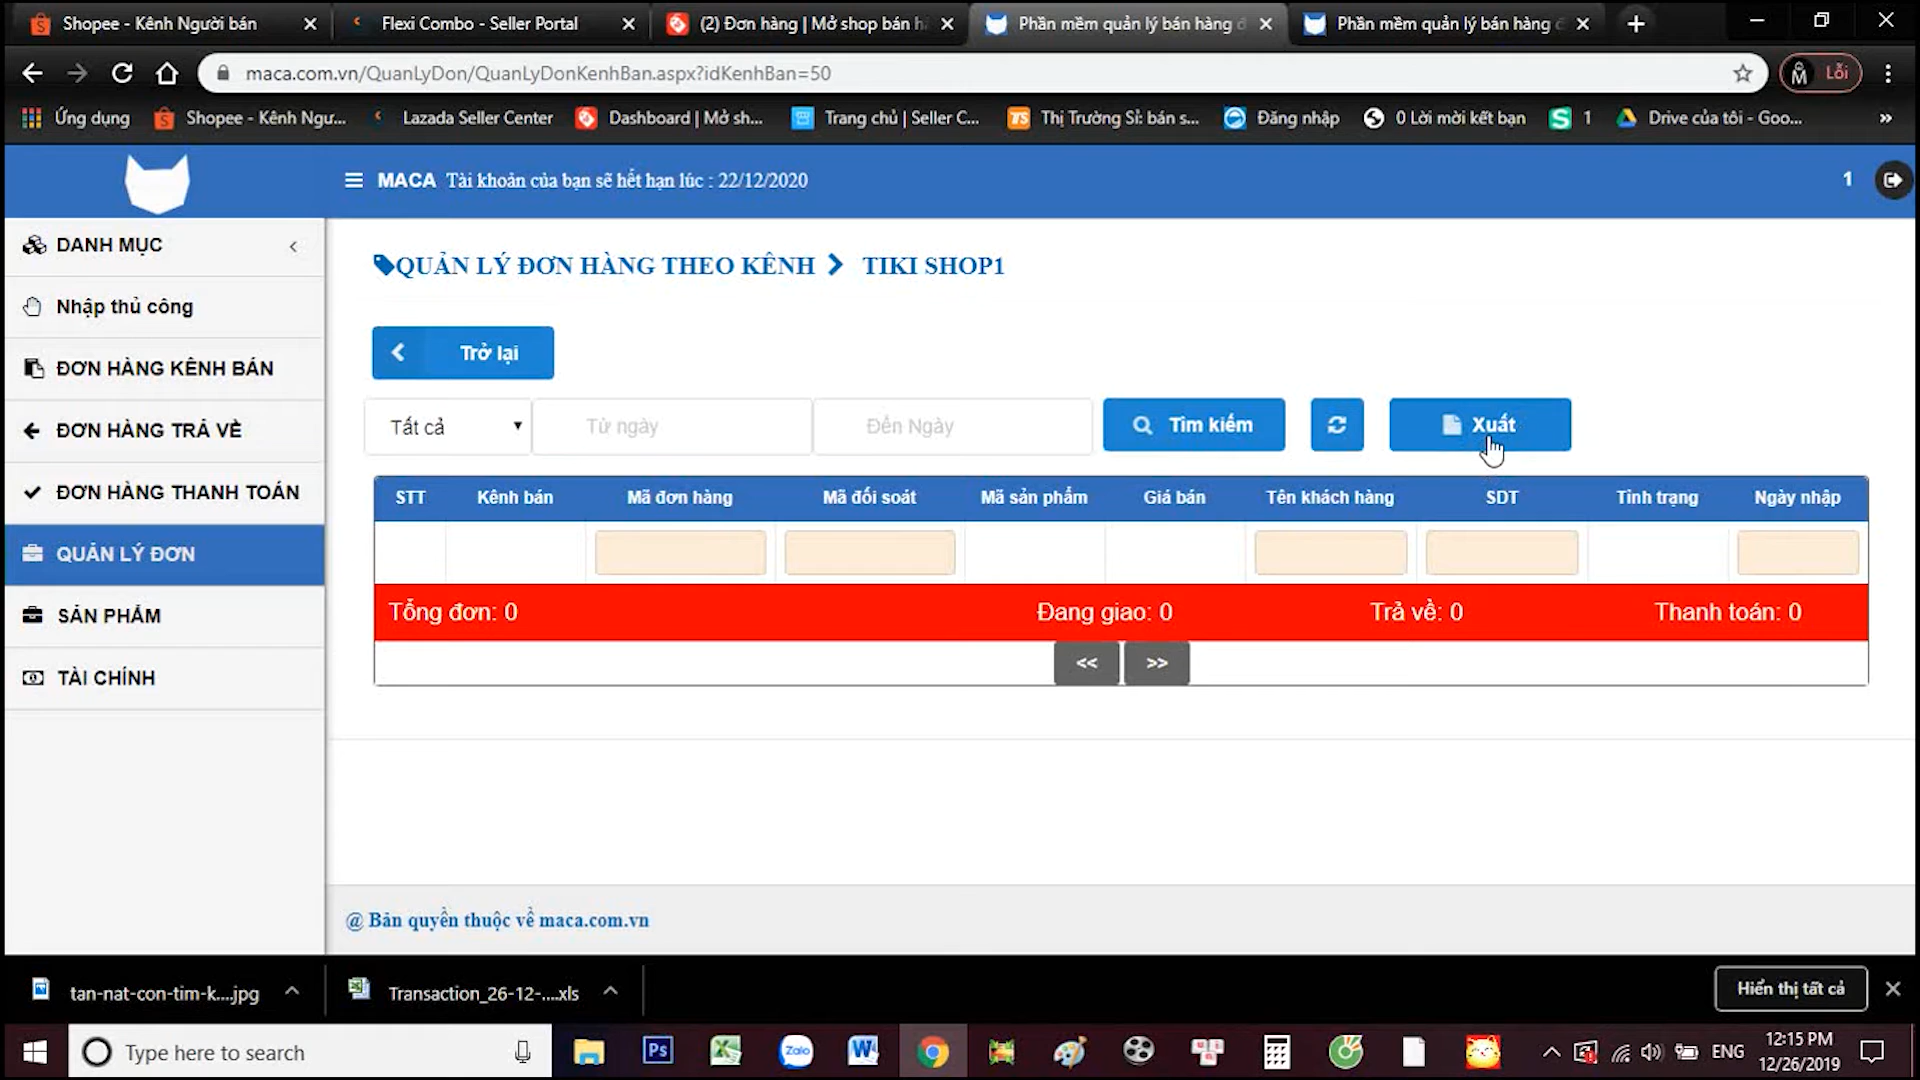 Shopee - Kênh Người bán
Flexi Combo - Seller Portal
(2) Đơn hàng | Mở shop bán h
Phần mềm quản lý bán hàng đ
Phần mềm quản lý bán hàng đ
maca.com.vn/QuanLyDon/QuanLyDonKenhBan.aspx?idKenhBan=50
Lỗi
Ứng dụng
Shopee - Kênh Ngư...
Lazada Seller Center
Dashboard | Mở sh...
Trang chủ | Seller C...
Thị Trường Sỉ: bán s...
Đăng nhập
0 Lời mời kết bạn
1
Drive của tôi - Goo...
»
MACA Tài khoản của bạn sẽ hết hạn lúc : 22/12/2020
1
DANH MỤC
Nhập thủ công
ĐƠN HÀNG KÊNH BÁN
ĐƠN HÀNG TRẢ VỀ
ĐƠN HÀNG THANH TOÁN
QUẢN LÝ ĐƠN
SẢN PHẨM
TÀI CHÍNH
QUẢN LÝ ĐƠN HÀNG THEO KÊNH TIKI SHOP1
Trở lại
Tất cả
Từ ngày
Đến Ngày
Tìm kiếm
Xuất
STT Kênh bán Mã đơn hàng Mã đối soát Mã sản phẩm Giá bán Tên khách hàng SDT Tình trạng Ngày nhập
Tổng đơn: 0 Đang giao: 0 Trả về: 0 Thanh toán: 0
<< >>
@ Bản quyền thuộc về maca.com.vn
tan-nat-con-tim-k....jpg
Transaction_26-12-....xls
Hiển thị tất cả
Type here to search
Ps
Zalo
ENG
12:15 PM
12/26/2019